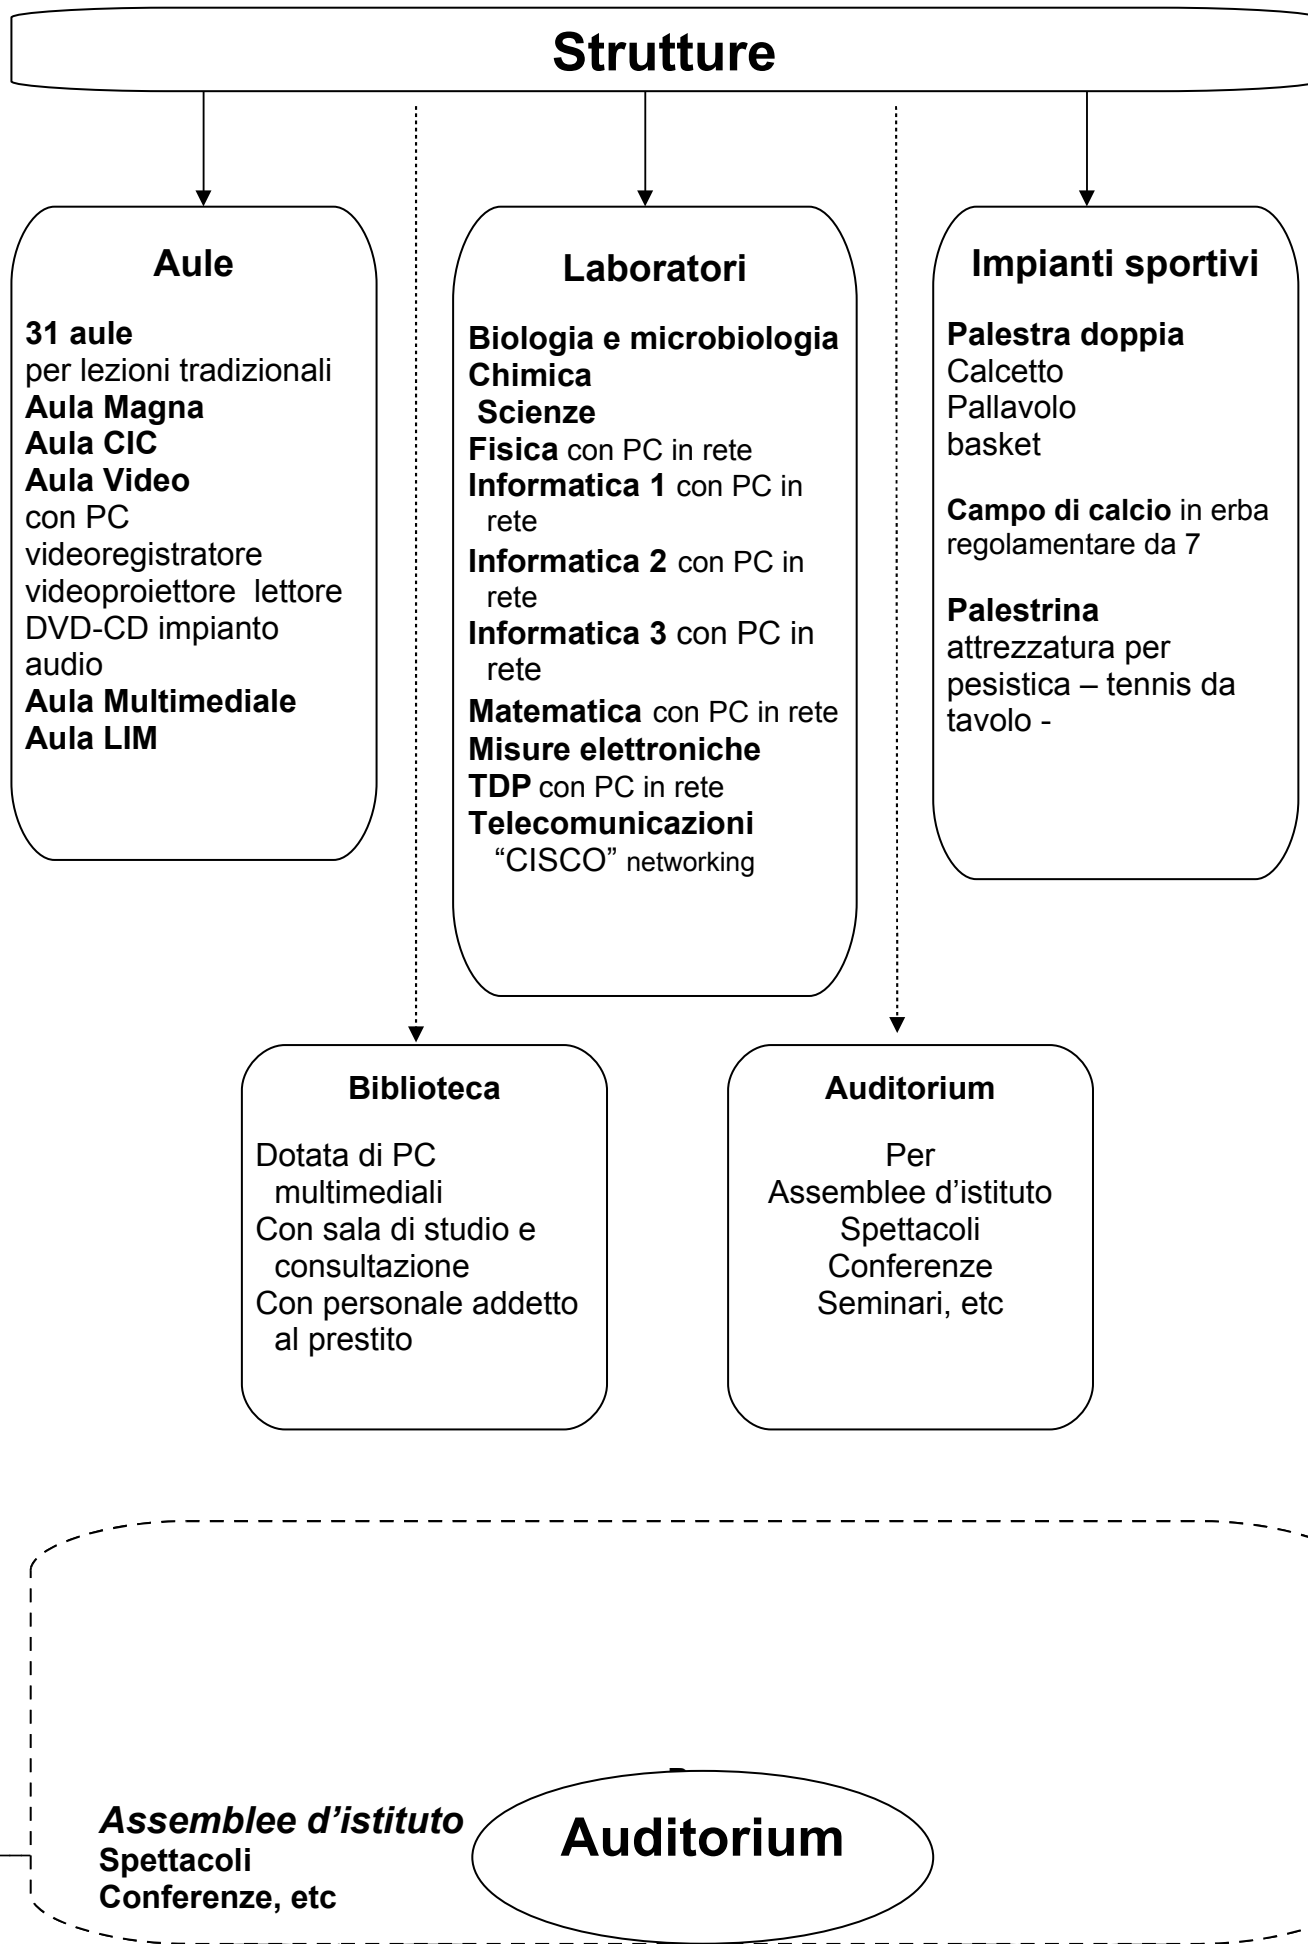 Strutture
Aule
31 aule
per lezioni tradizionali
Aula Magna
Aula CIC
Aula Video
con PC
videoregistratore
videoproiettore lettore
DVD-CD impianto
audio
Aula Multimediale
Aula LIM
Laboratori
Biologia e microbiologia
Chimica
Scienze
Fisica con PC in rete
Informatica 1 con PC in
rete
Informatica 2 con PC in
rete
Informatica 3 con PC in
rete
Matematica con PC in rete
Misure elettroniche
TDP con PC in rete
Telecomunicazioni
“CISCO” networking
Impianti sportivi
Palestra doppia
Calcetto
Pallavolo
basket
Campo di calcio in erba
regolamentare da 7
Palestrina
attrezzatura per
pesistica – tennis da
tavolo -
Biblioteca
Dotata di PC
multimediali
Con sala di studio e
consultazione
Con personale addetto
al prestito
Auditorium
Per
Assemblee d’istituto
Spettacoli
Conferenze
Seminari, etc
Assemblee d’istituto
Spettacoli
Conferenze, etc
Auditorium